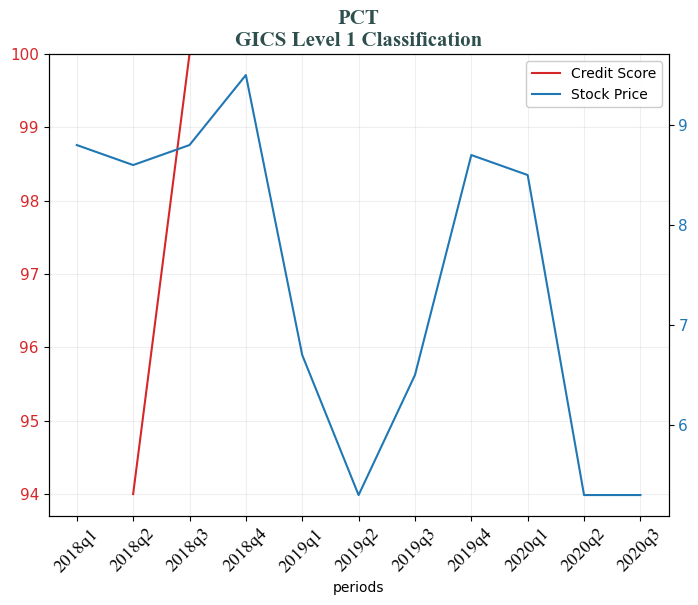 PCT
GICS Level 1 Classification
100
99
98
97
96
95
94
Credit Score
Stock Price
9
8
7
6
2018q1 2018q2 2018q3 2018q4 2019q1 2019q2 2019q3 2019q4 2020q1 2020q2 2020q3
periods